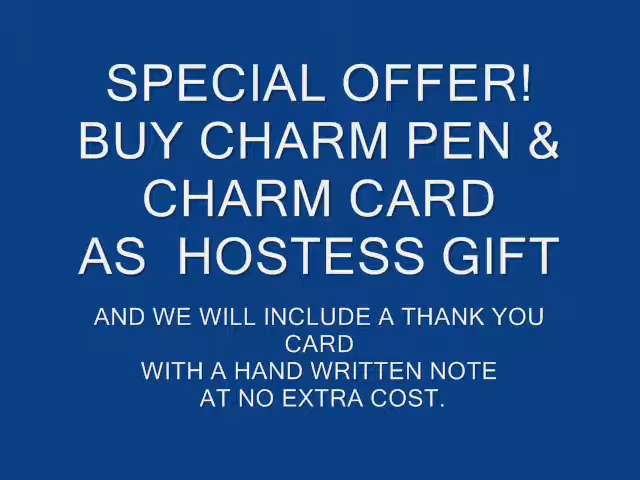 SPECIAL OFFER!
BUY CHARM PEN &
CHARM CARD
AS  HOSTESS GIFT
AND WE WILL INCLUDE A THANK YOU
CARD
WITH A HAND WRITTEN NOTE
AT NO EXTRA COST.